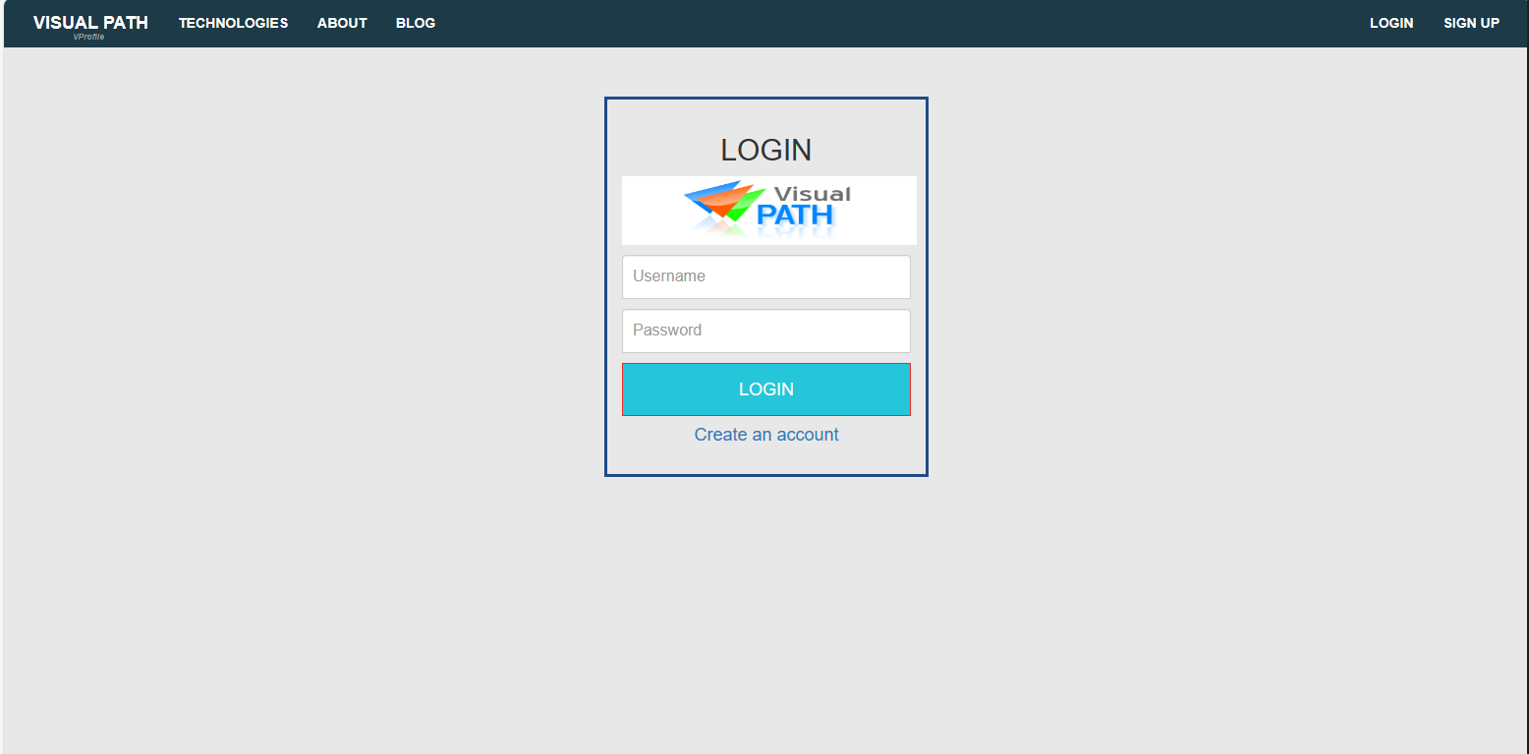 VISUAL PATH TECHNOLOGIES ABOUT BLOG LOGIN SIGN UP
VProfile
LOGIN
Visual
PATH
Username
Password
LOGIN
Create an account